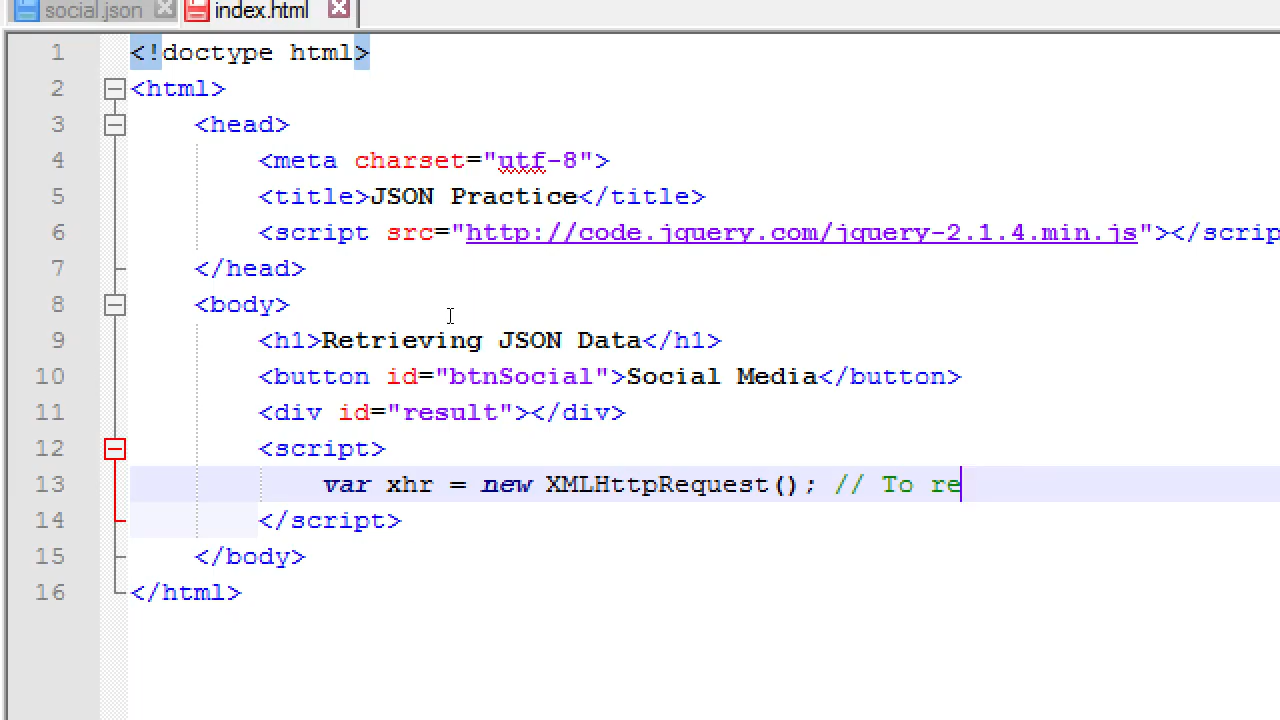 social.json index.html
1 <!doctype html>
2 <html>
3 <head>
4 <meta charset="utf-8">
5 <title>JSON Practice</title>
6 <script src="http://code.jquery.com/jquery-2.1.4.min.js"></scrip
7 </head>
8 <body>
9 <h1>Retrieving JSON Data</h1>
10 <button id="btnSocial">Social Media</button>
11 <div id="result"></div>
12 <script>
13 var xhr = new XMLHttpRequest(); // To re
14 </script>
15 </body>
16 </html>